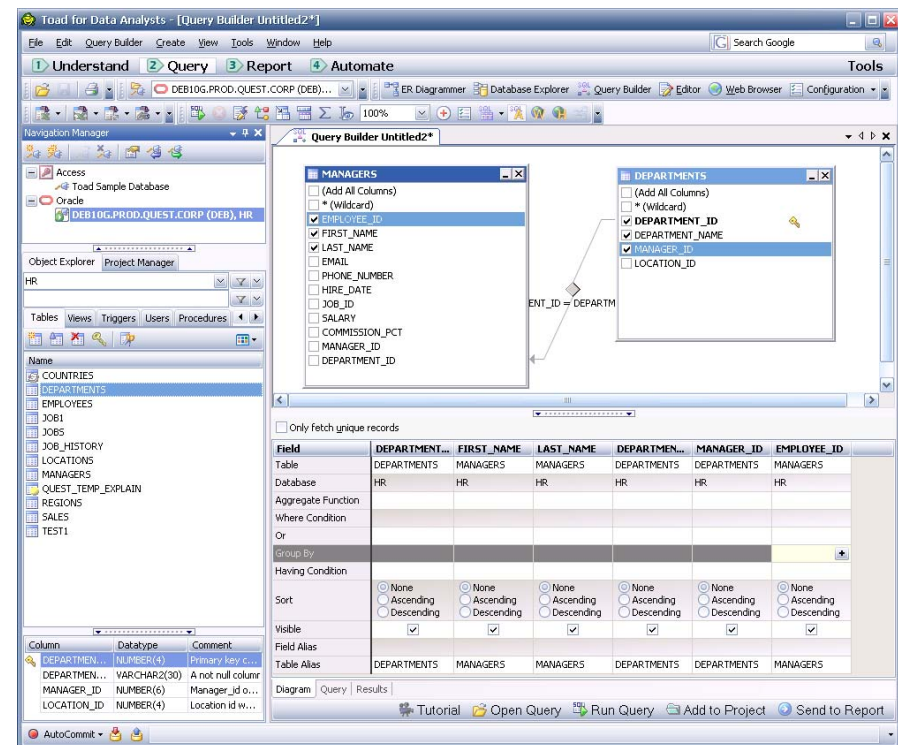 Toad for Data Analysts - [Query Builder Untitled2*]
File Edit Query Builder Create View Tools Window Help
Search Google
1 Understand 2 Query 3 Report 4 Automate Tools
DEB10G.PROD.QUEST.CORP (DEB)... ER Diagrammer Database Explorer Query Builder Editor Web Browser Configuration
100%
Navigation Manager
Access
Toad Sample Database
Oracle
DEB10G.PROD.QUEST.CORP (DEB), HR
Object Explorer Project Manager
HR
Tables Views Triggers Users Procedures
Name
COUNTRIES
DEPARTMENTS
EMPLOYEES
JOB1
JOBS
JOB_HISTORY
LOCATIONS
MANAGERS
QUEST_TEMP_EXPLAIN
REGIONS
SALES
TEST1
Column Datatype Comment
DEPARTMEN... NUMBER(4) Primary key c...
DEPARTMEN... VARCHAR2(30) A not null columr
MANAGER_ID NUMBER(6) Manager_id o...
LOCATION_ID NUMBER(4) Location id w...
Query Builder Untitled2*
MANAGERS
(Add All Columns)
* (Wildcard)
EMPLOYEE_ID
FIRST_NAME
LAST_NAME
EMAIL
PHONE_NUMBER
HIRE_DATE
JOB_ID
SALARY
COMMISSION_PCT
MANAGER_ID
DEPARTMENT_ID
ENT_ID = DEPARTM
DEPARTMENTS
(Add All Columns)
* (Wildcard)
DEPARTMENT_ID
DEPARTMENT_NAME
MANAGER_ID
LOCATION_ID
Only fetch unique records
Field DEPARTMENT... FIRST_NAME LAST_NAME DEPARTMEN... MANAGER_ID EMPLOYEE_ID
Table DEPARTMENTS MANAGERS MANAGERS DEPARTMENTS DEPARTMENTS MANAGERS
Database HR HR HR HR HR HR
Aggregate Function
Where Condition
Or
Group By
Having Condition
Sort
None None None None None None
Ascending Ascending Ascending Ascending Ascending Ascending
Descending Descending Descending Descending Descending Descending
Visible
Field Alias
Table Alias DEPARTMENTS MANAGERS MANAGERS DEPARTMENTS DEPARTMENTS MANAGERS
Diagram Query Results
Tutorial Open Query Run Query Add to Project Send to Report
AutoCommit